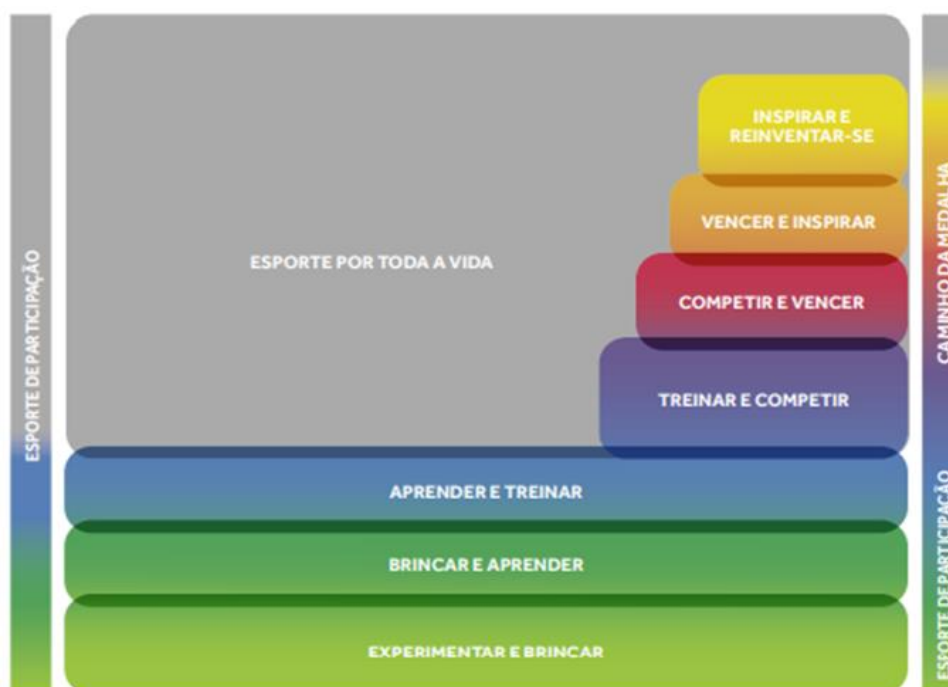 ESPORTE DE PARTICIPAÇÃO
INSPIRAR E
REINVENTAR-SE
VENCER E INSPIRAR
ESPORTE POR TODA A VIDA
COMPETIR E VENCER
TREINAR E COMPETIR
APRENDER E TREINAR
BRINCAR E APRENDER
EXPERIMENTAR E BRINCAR
CAMINHO DA MEDALHA
ESPORTE DE PARTICIPAÇÃO